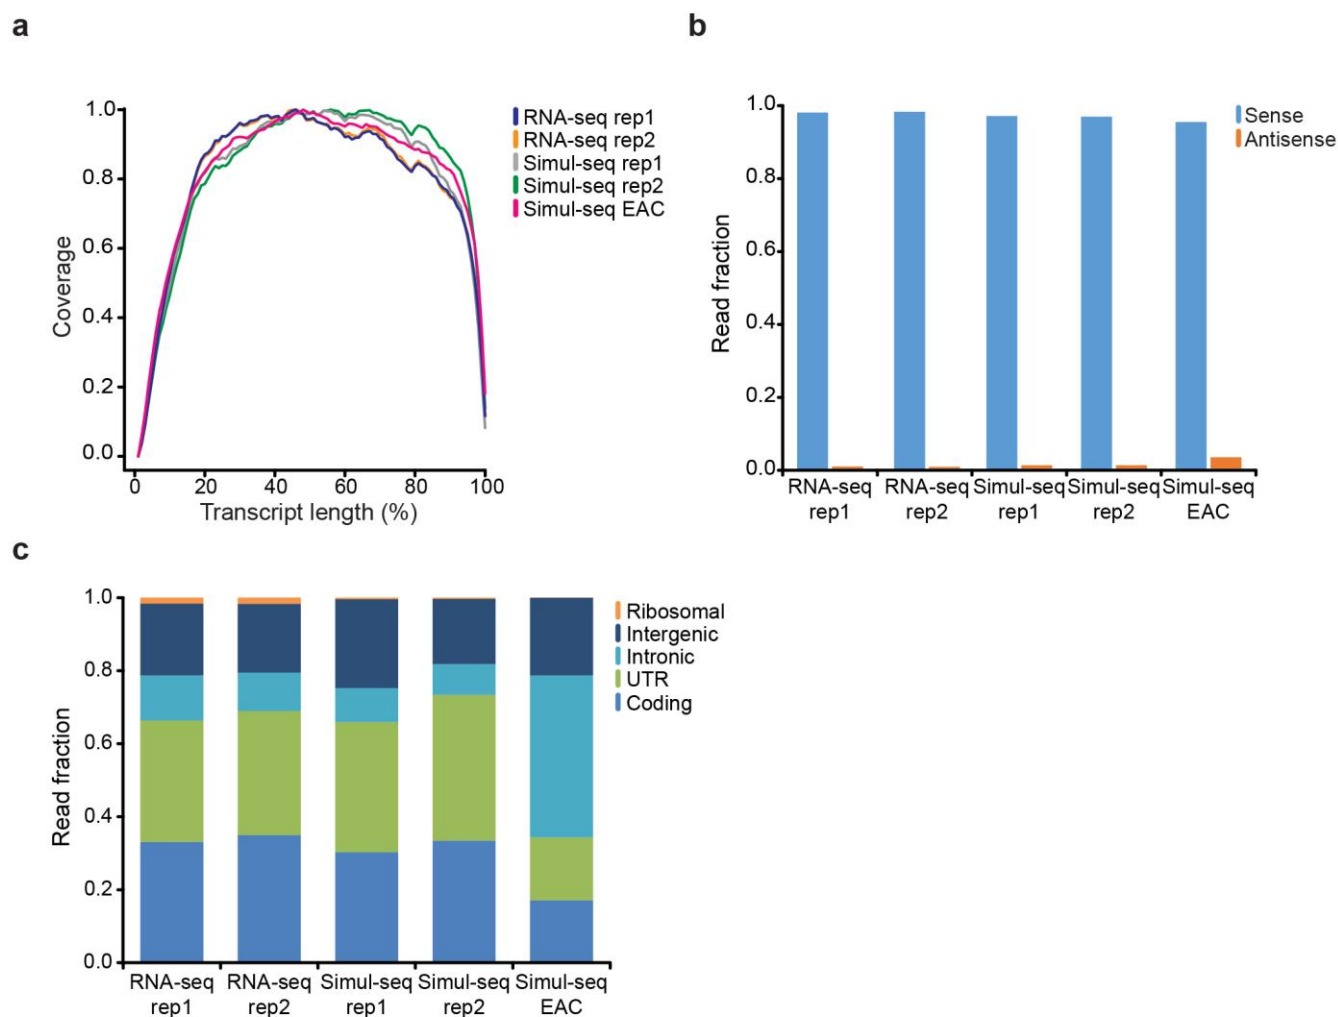 a
1.0
0.8
0.6
0.4
0.2
0.0
Coverage
0
20
40
60
80
100
Transcript length (%)
RNA-seq rep1
RNA-seq rep2
Simul-seq rep1
Simul-seq rep2
Simul-seq EAC
b
1.0
0.8
0.6
0.4
0.2
0.0
Read fraction
Sense
Antisense
RNA-seq
rep1
RNA-seq
rep2
Simul-seq
rep1
Simul-seq
rep2
Simul-seq
EAC
c
1.0
0.8
0.6
0.4
0.2
0.0
Read fraction
Ribosomal
Intergenic
Intronic
UTR
Coding
RNA-seq
rep1
RNA-seq
rep2
Simul-seq
rep1
Simul-seq
rep2
Simul-seq
EAC